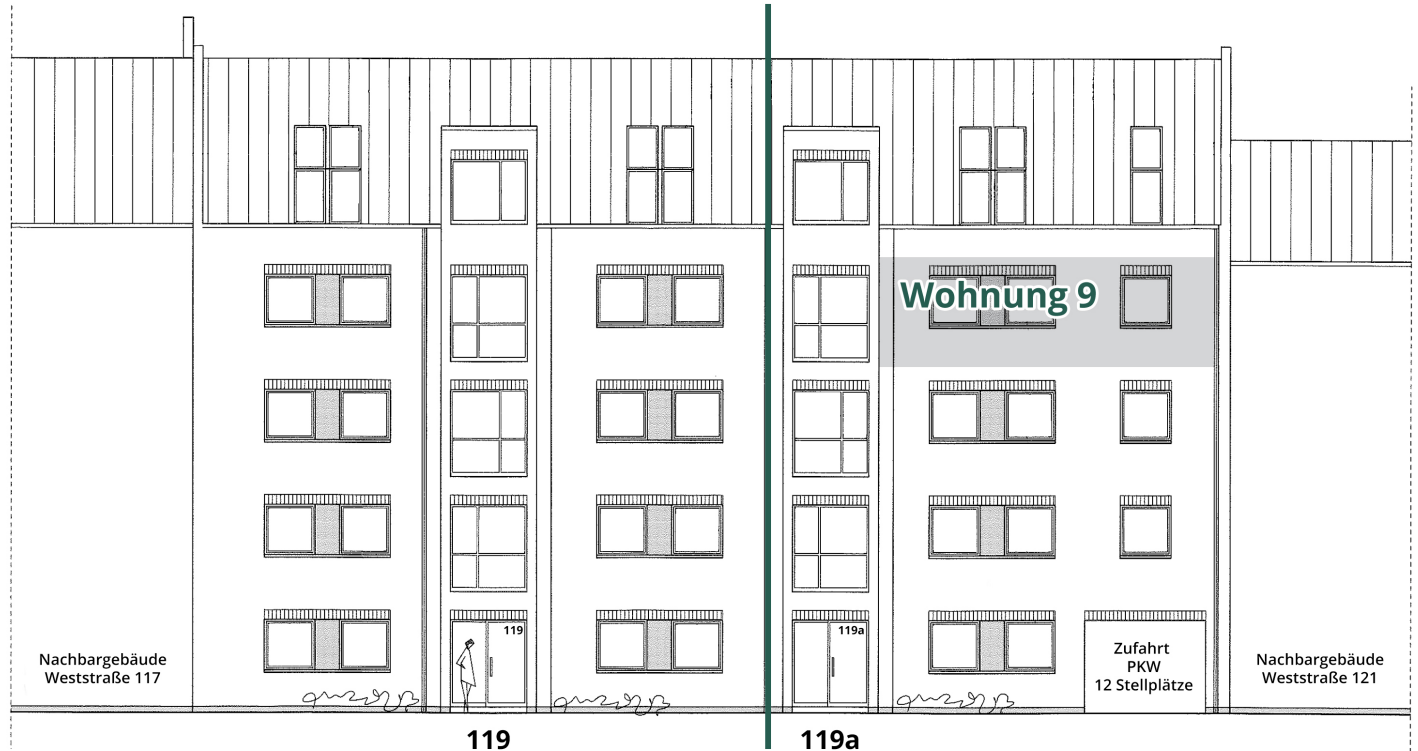 Wohnung 9
119
119a
Nachbargebäude
Weststraße 117
Zufahrt
PKW
12 Stellplätze
Nachbargebäude
Weststraße 121
119
119a